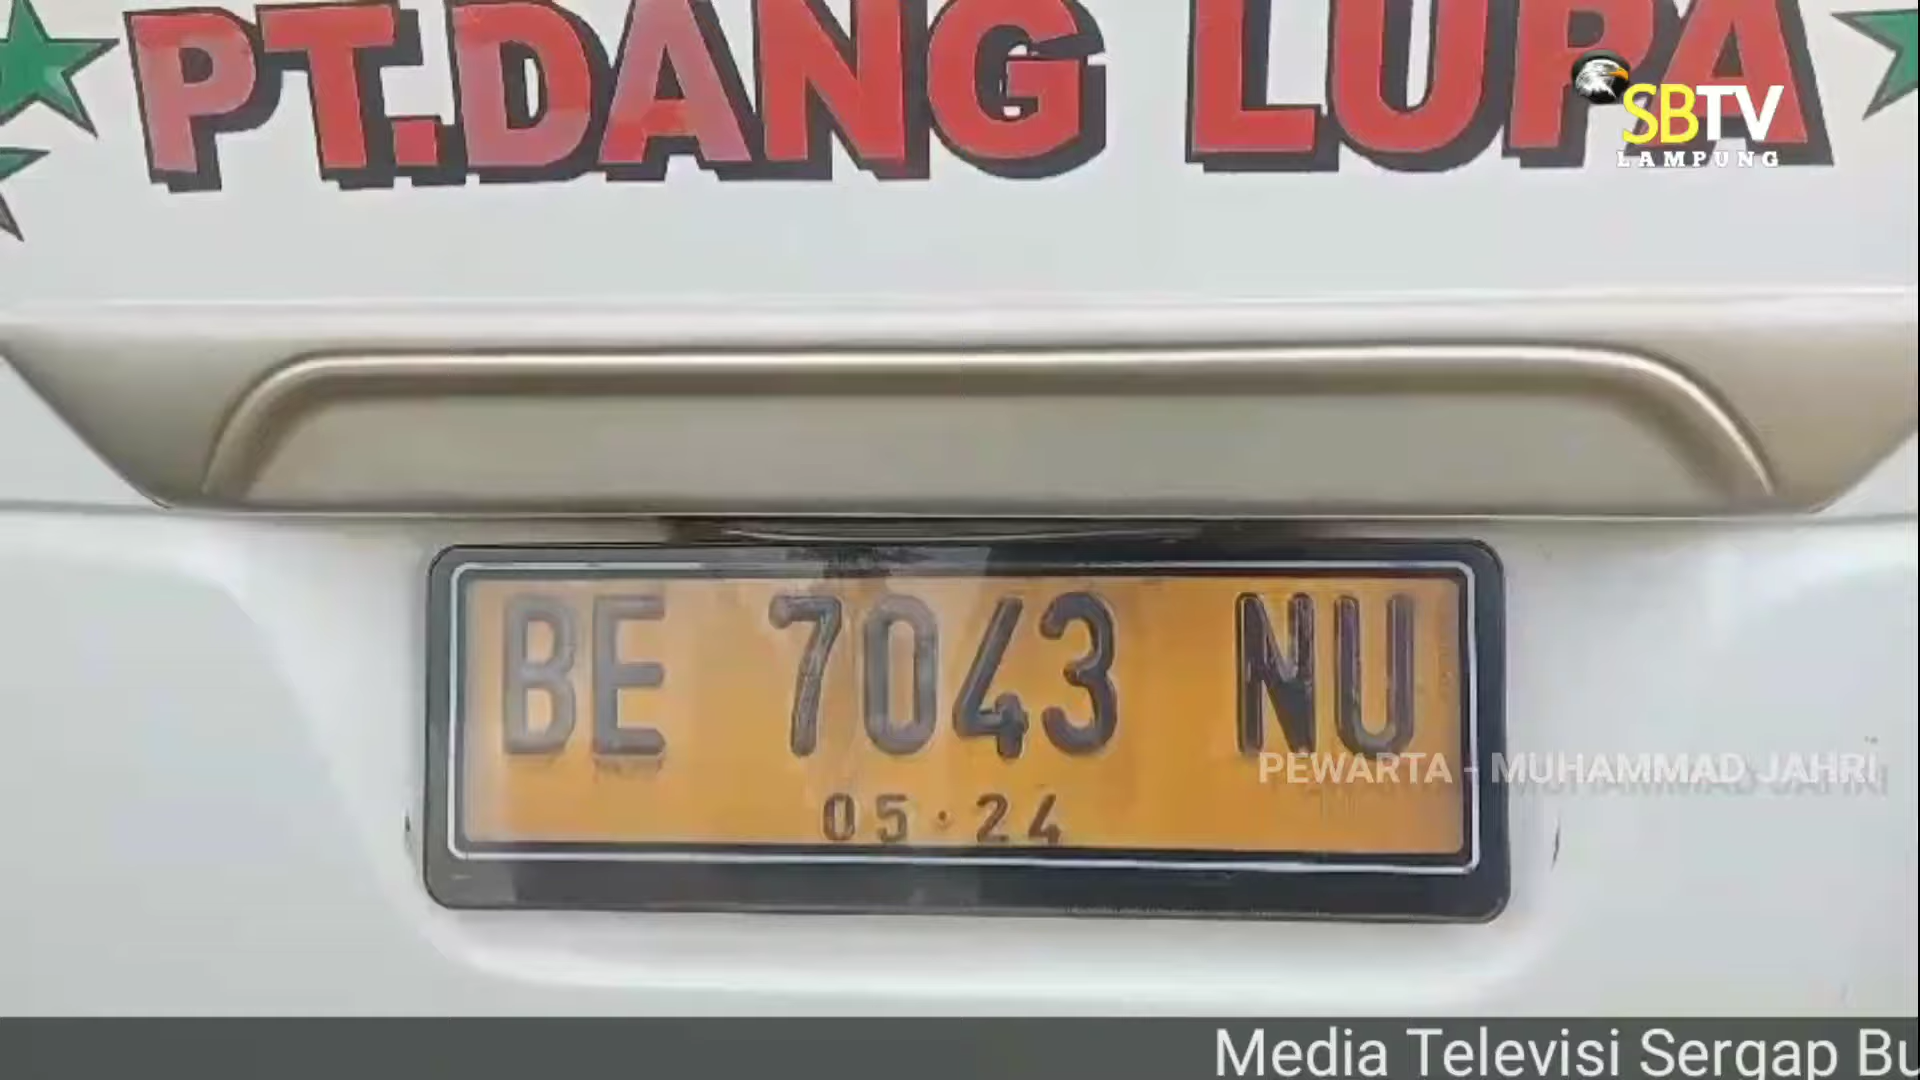 PT.DANG LUPA
SBTV
LAMPUNG
BE 7043 NU
PEWARTA - MUHAMMAD JAHRI
05·24
Media Televisi Sergap Bu